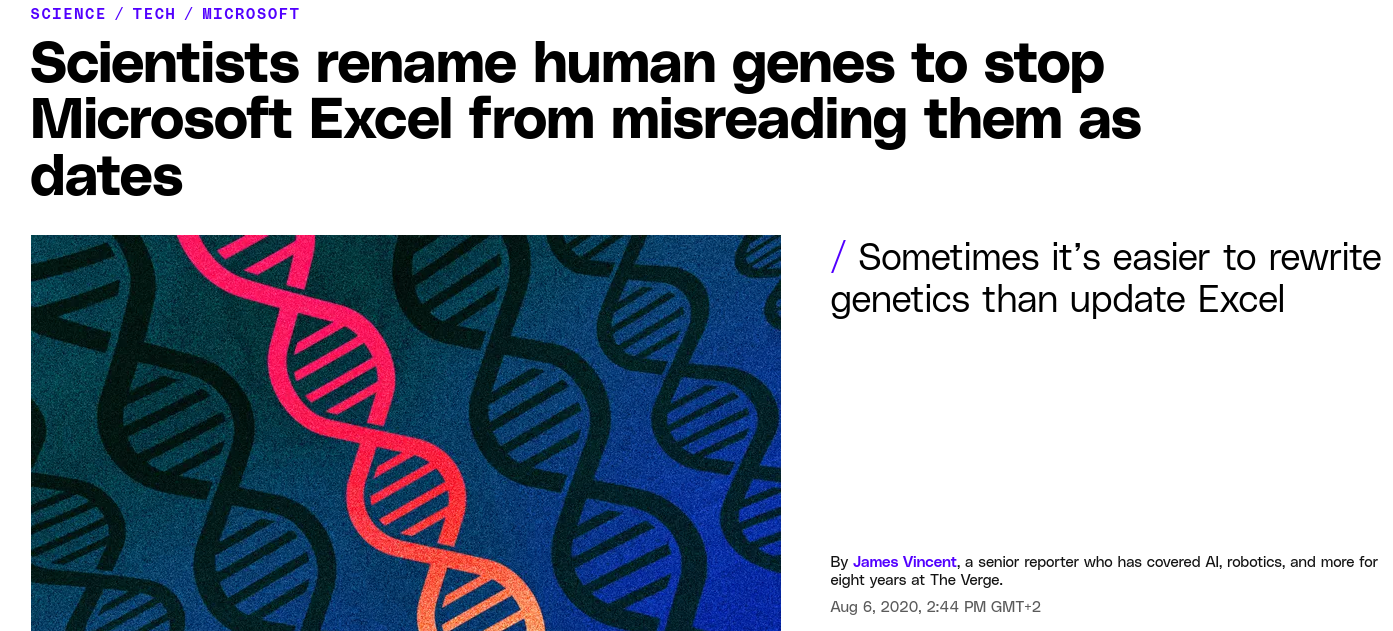 SCIENCE / TECH / MICROSOFT
Scientists rename human genes to stop
Microsoft Excel from misreading them as
dates
/ Sometimes it’s easier to rewrite
genetics than update Excel
By James Vincent, a senior reporter who has covered AI, robotics, and more for
eight years at The Verge.
Aug 6, 2020, 2:44 PM GMT+2